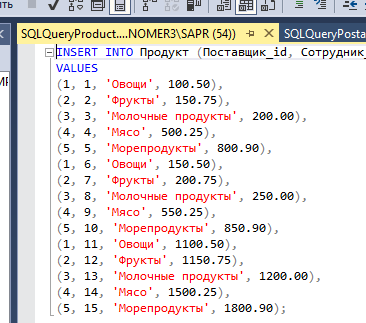 SQLQueryProduct....NOMER3\SAPR (54))
SQLQueryPosta
INSERT INTO Продукт (Поставщик_id, Сотрудник_
VALUES
(1, 1, 'Овощи', 100.50),
(2, 2, 'Фрукты', 150.75),
(3, 3, 'Молочные продукты', 200.00),
(4, 4, 'Мясо', 500.25),
(5, 5, 'Морепродукты', 800.90),
(1, 6, 'Овощи', 150.50),
(2, 7, 'Фрукты', 200.75),
(3, 8, 'Молочные продукты', 250.00),
(4, 9, 'Мясо', 550.25),
(5, 10, 'Морепродукты', 850.90),
(1, 11, 'Овощи', 1100.50),
(2, 12, 'Фрукты', 1150.75),
(3, 13, 'Молочные продукты', 1200.00),
(4, 14, 'Мясо', 1500.25),
(5, 15, 'Морепродукты', 1800.90);